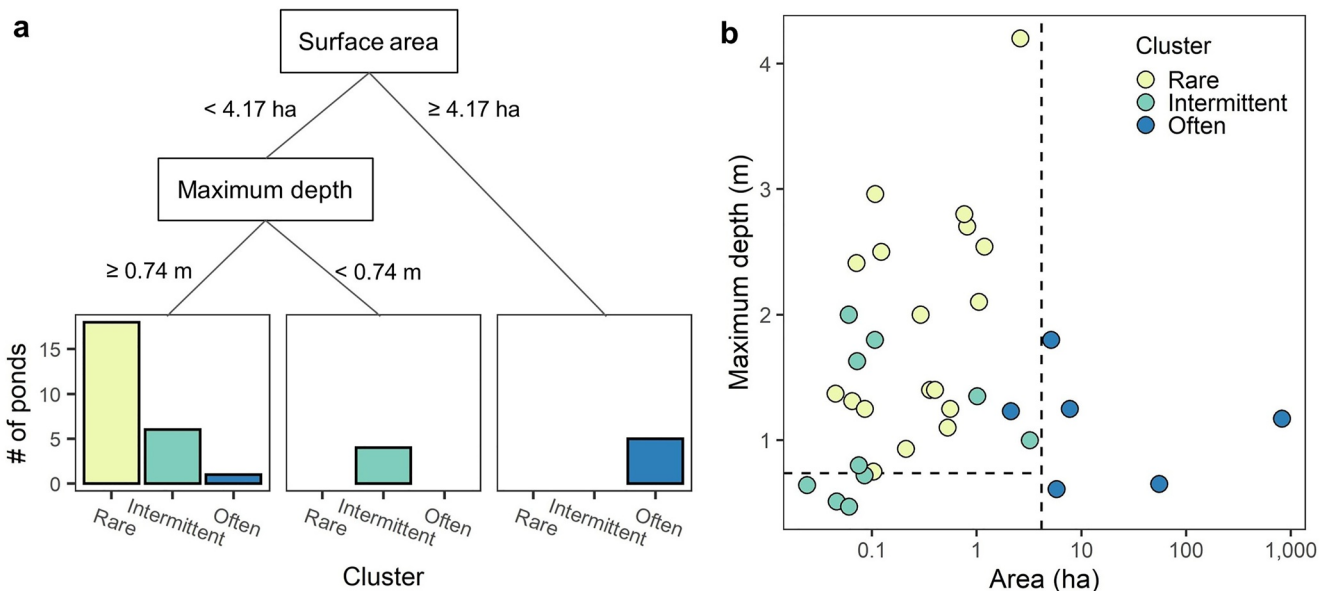 a
Surface area
< 4.17 ha
≥ 4.17 ha
Maximum depth
≥ 0.74 m
< 0.74 m
# of ponds
15
10
5
0
Rare
Intermittent
Often
Rare
Intermittent
Often
Rare
Intermittent
Often
Cluster
b
Maximum depth (m)
4
3
2
1
Cluster
Rare
Intermittent
Often
0.1
1
10
100
1,000
Area (ha)